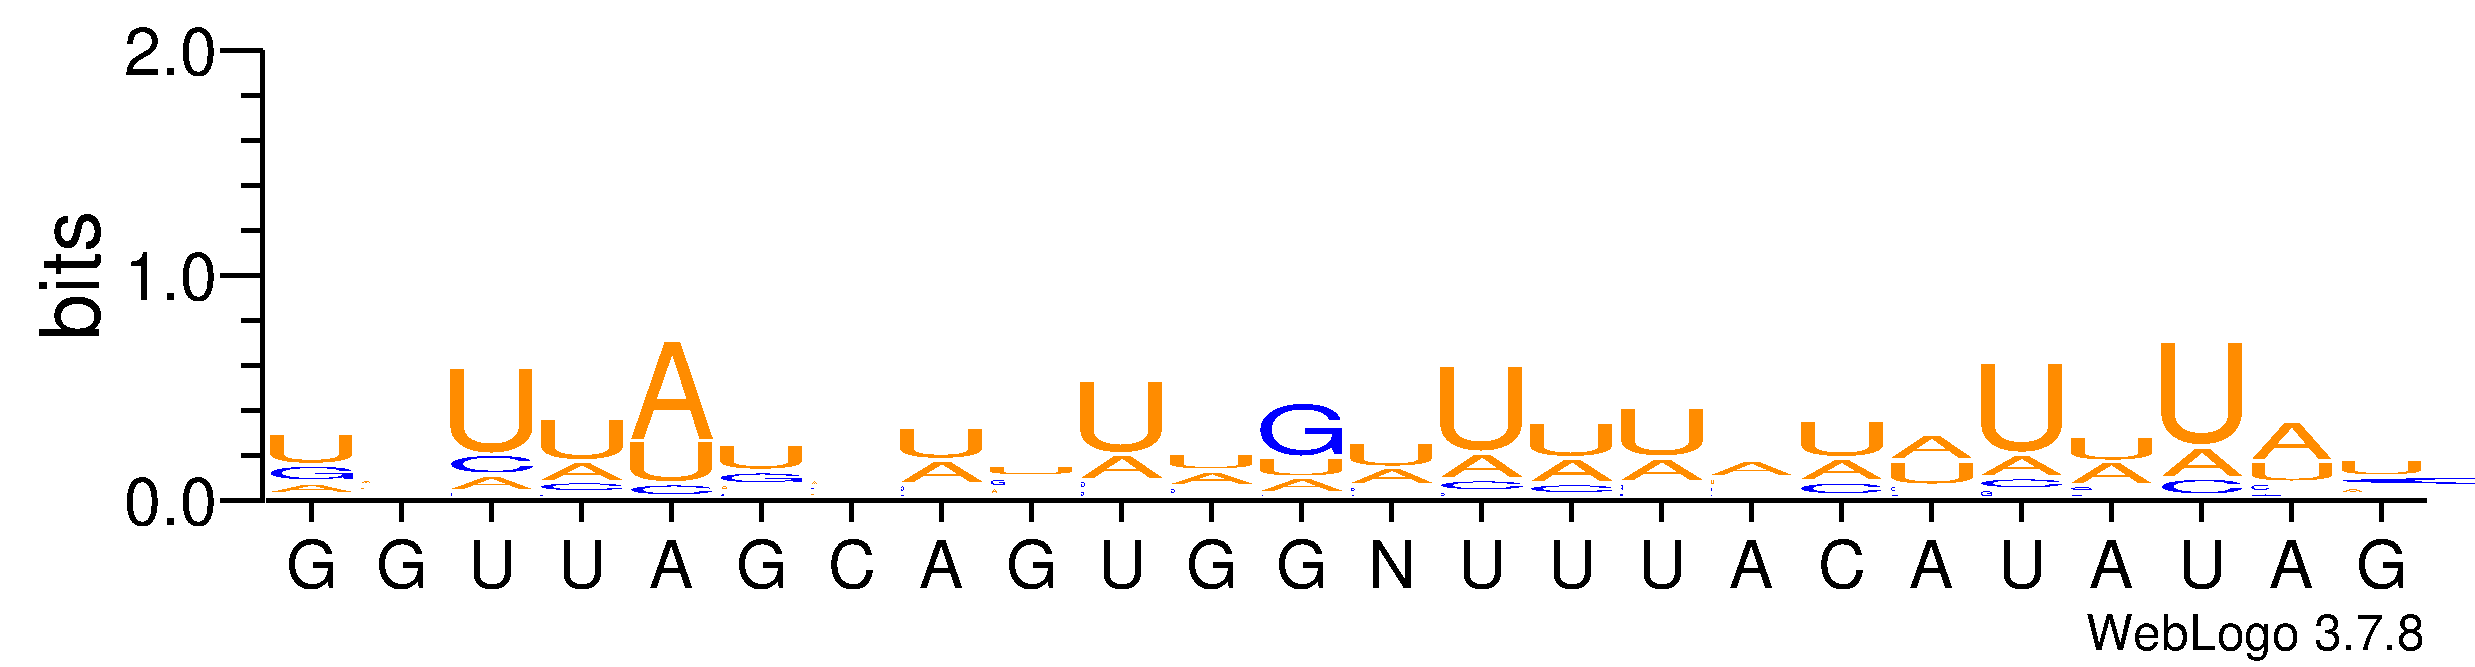 2.0
bits
1.0
0.0
G G U U A G C A G U G G N U U U A C A U A U A G
WebLogo 3.7.8